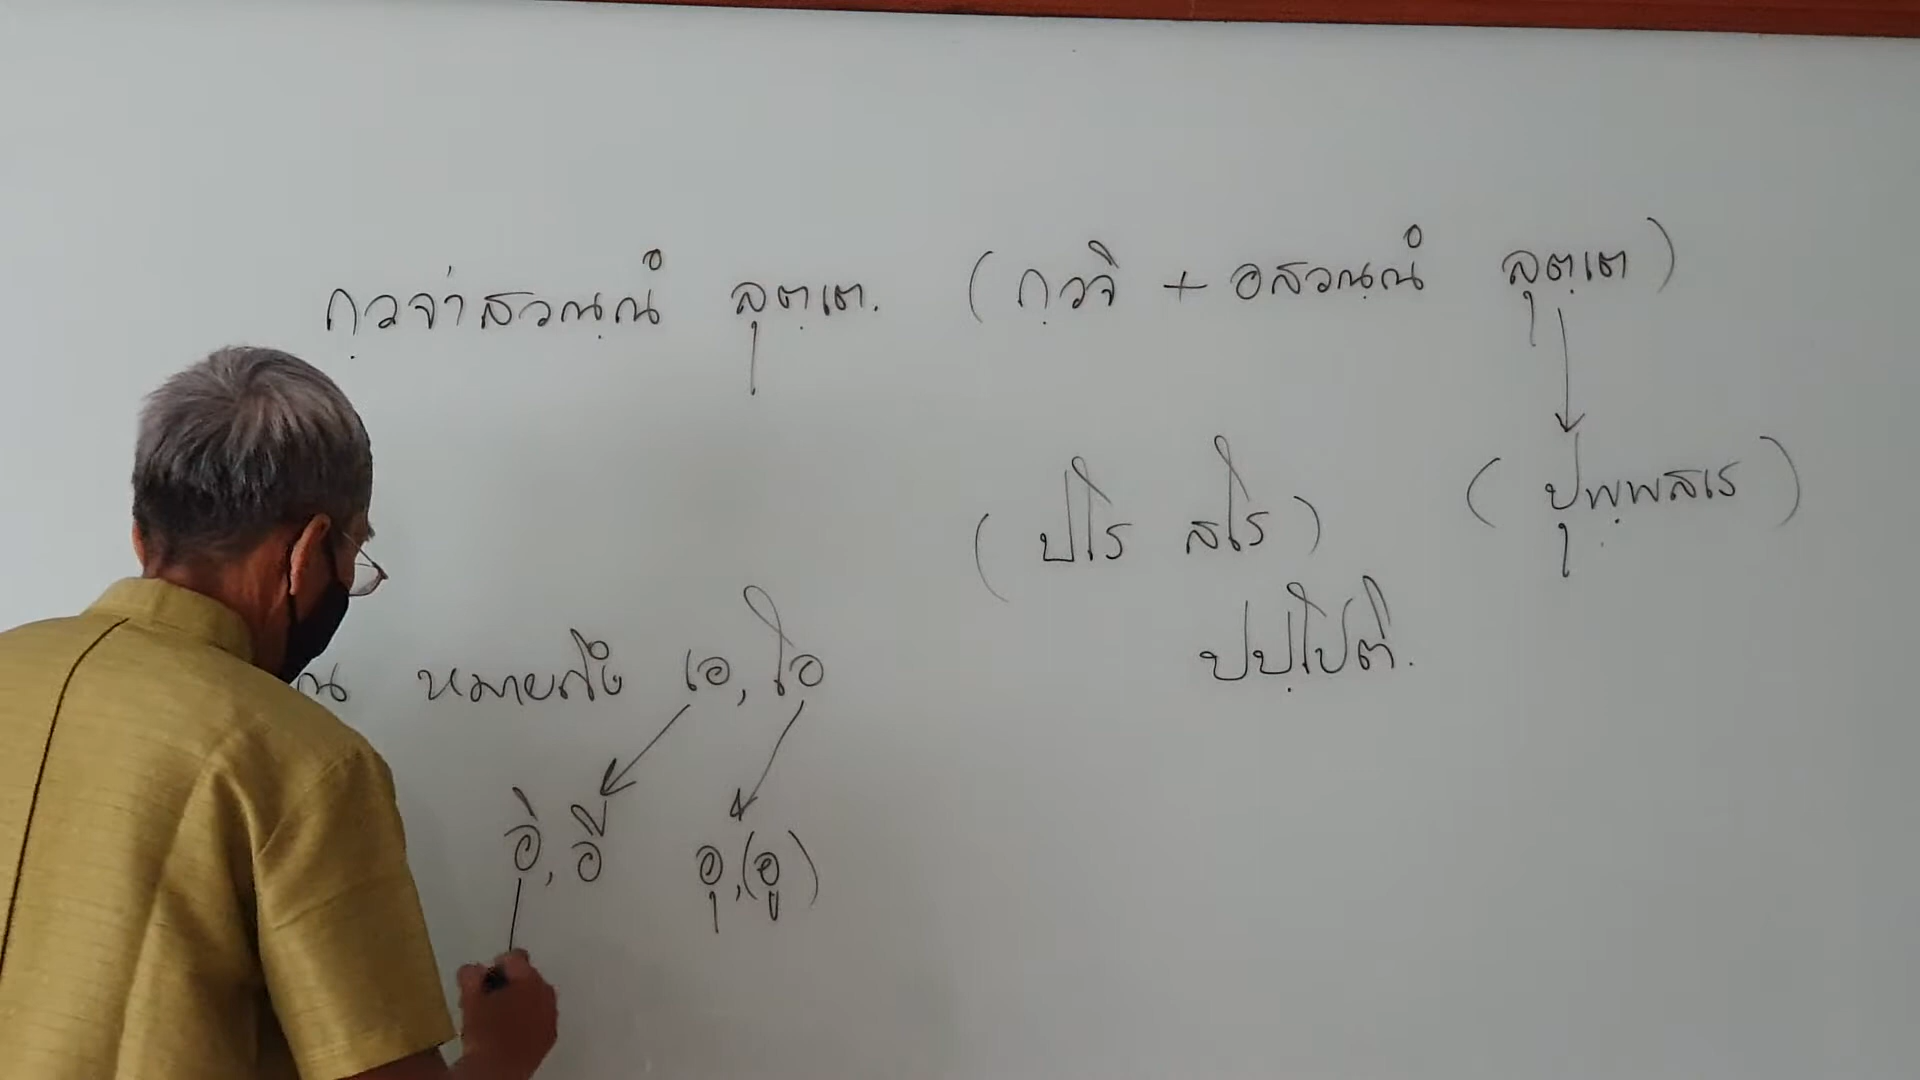 กฺวจาสวณฺณํ ลุตฺเต. (กฺวจิ + อสวณฺณํ ลุตฺเต)
(ปโร สโร) (ปุพฺพสเร)
ปปฺโปติ.
หมายถึง เอ, โอ
อิ, อี อุ,(อู)